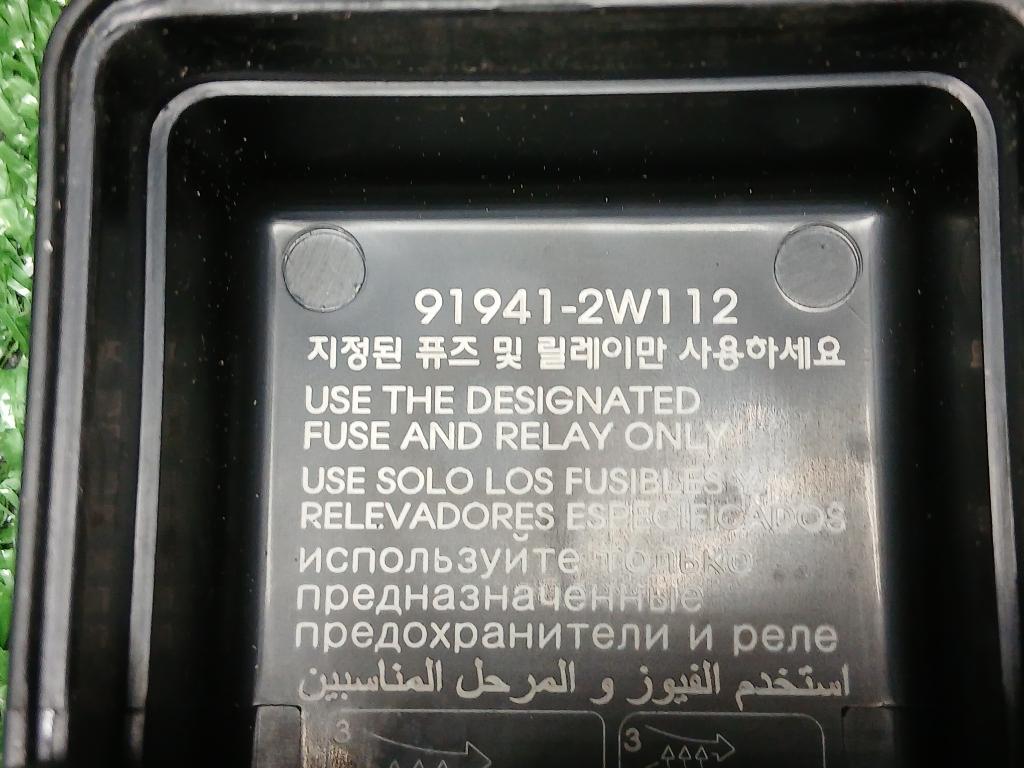 91941-2W112
지정된 퓨즈 및 릴레이만 사용하세요
USE THE DESIGNATED
FUSE AND RELAY ONLY
USE SOLO LOS FUSIBLES Y
RELEVADORES ESPECIFICADOS
используйте только
предназначенные
предохранители и реле
استخدم الفيوز و المرحل المناسبين
3 3